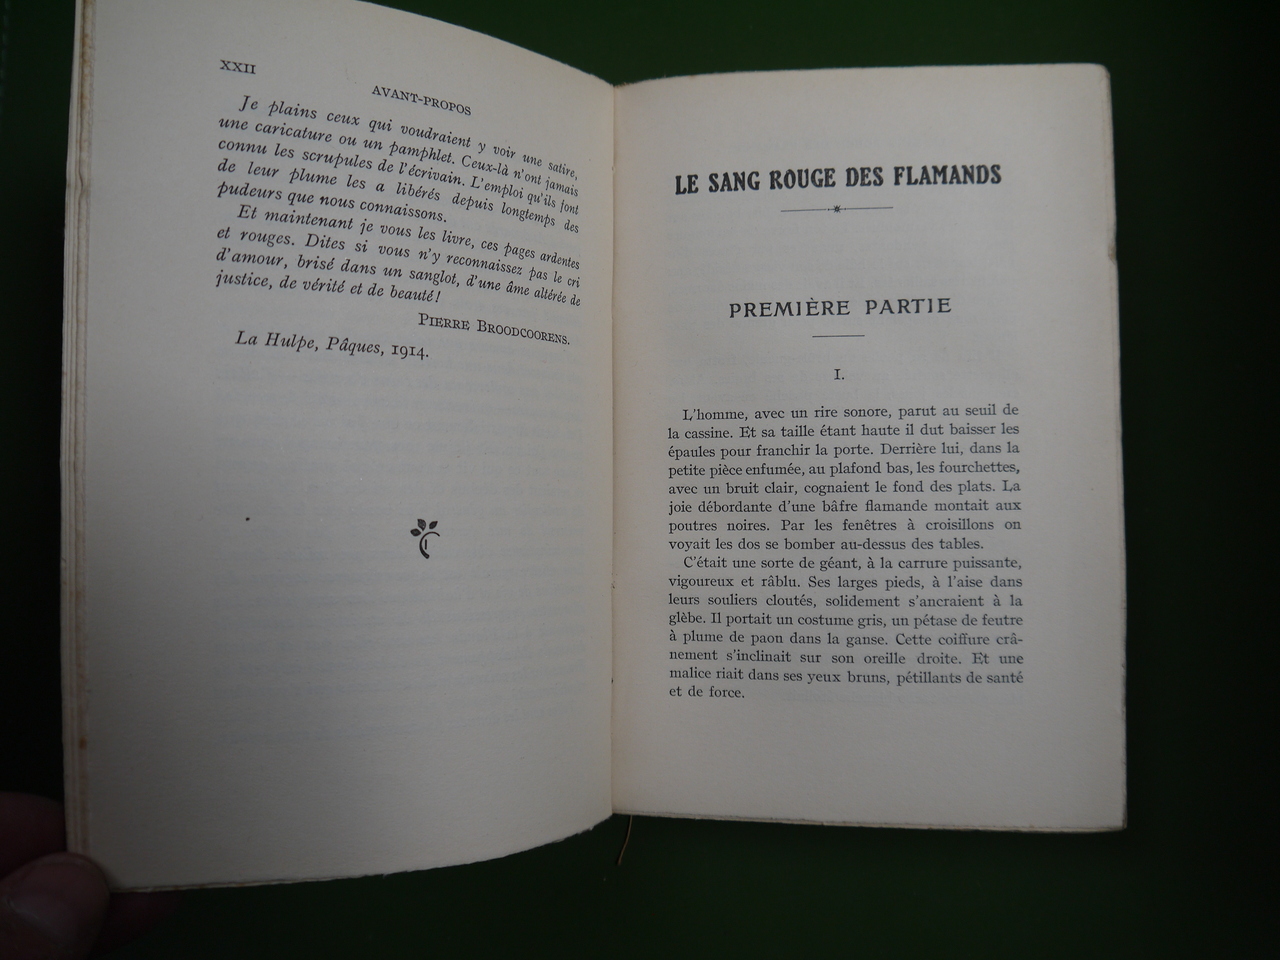 XXII
AVANT-PROPOS
Je plains ceux qui voudraient y voir une satire,
une caricature ou un pamphlet. Ceux-là n'ont jamais
connu les scrupules de l'écrivain. L'emploi qu'ils font
de leur plume les a libérés depuis longtemps des
pudeurs que nous connaissons.
Et maintenant je vous les livre, ces pages ardentes
et rouges. Dites si vous n'y reconnaissez pas le cri
d'amour, brisé dans un sanglot, d'une âme altérée de
justice, de vérité et de beauté!
PIERRE BROODCOORENS.
La Hulpe, Pâques, 1914.
LE SANG ROUGE DES FLAMANDS
PREMIÈRE PARTIE
I.
L'homme, avec un rire sonore, parut au seuil de
la cassine. Et sa taille étant haute il dut baisser les
épaules pour franchir la porte. Derrière lui, dans la
petite pièce enfumée, au plafond bas, les fourchettes,
avec un bruit clair, cognaient le fond des plats. La
joie débordante d'une bâfre flamande montait aux
poutres noires. Par les fenêtres à croisillons on
voyait les dos se bomber au-dessus des tables.
C'était une sorte de géant, à la carrure puissante,
vigoureux et râblu. Ses larges pieds, à l'aise dans
leurs souliers cloutés, solidement s'ancraient à la
glèbe. Il portait un costume gris, un pétase de feutre
à plume de paon dans la ganse. Cette coiffure crâ-
nement s'inclinait sur son oreille droite. Et une
malice riait dans ses yeux bruns, pétillants de santé
et de force.